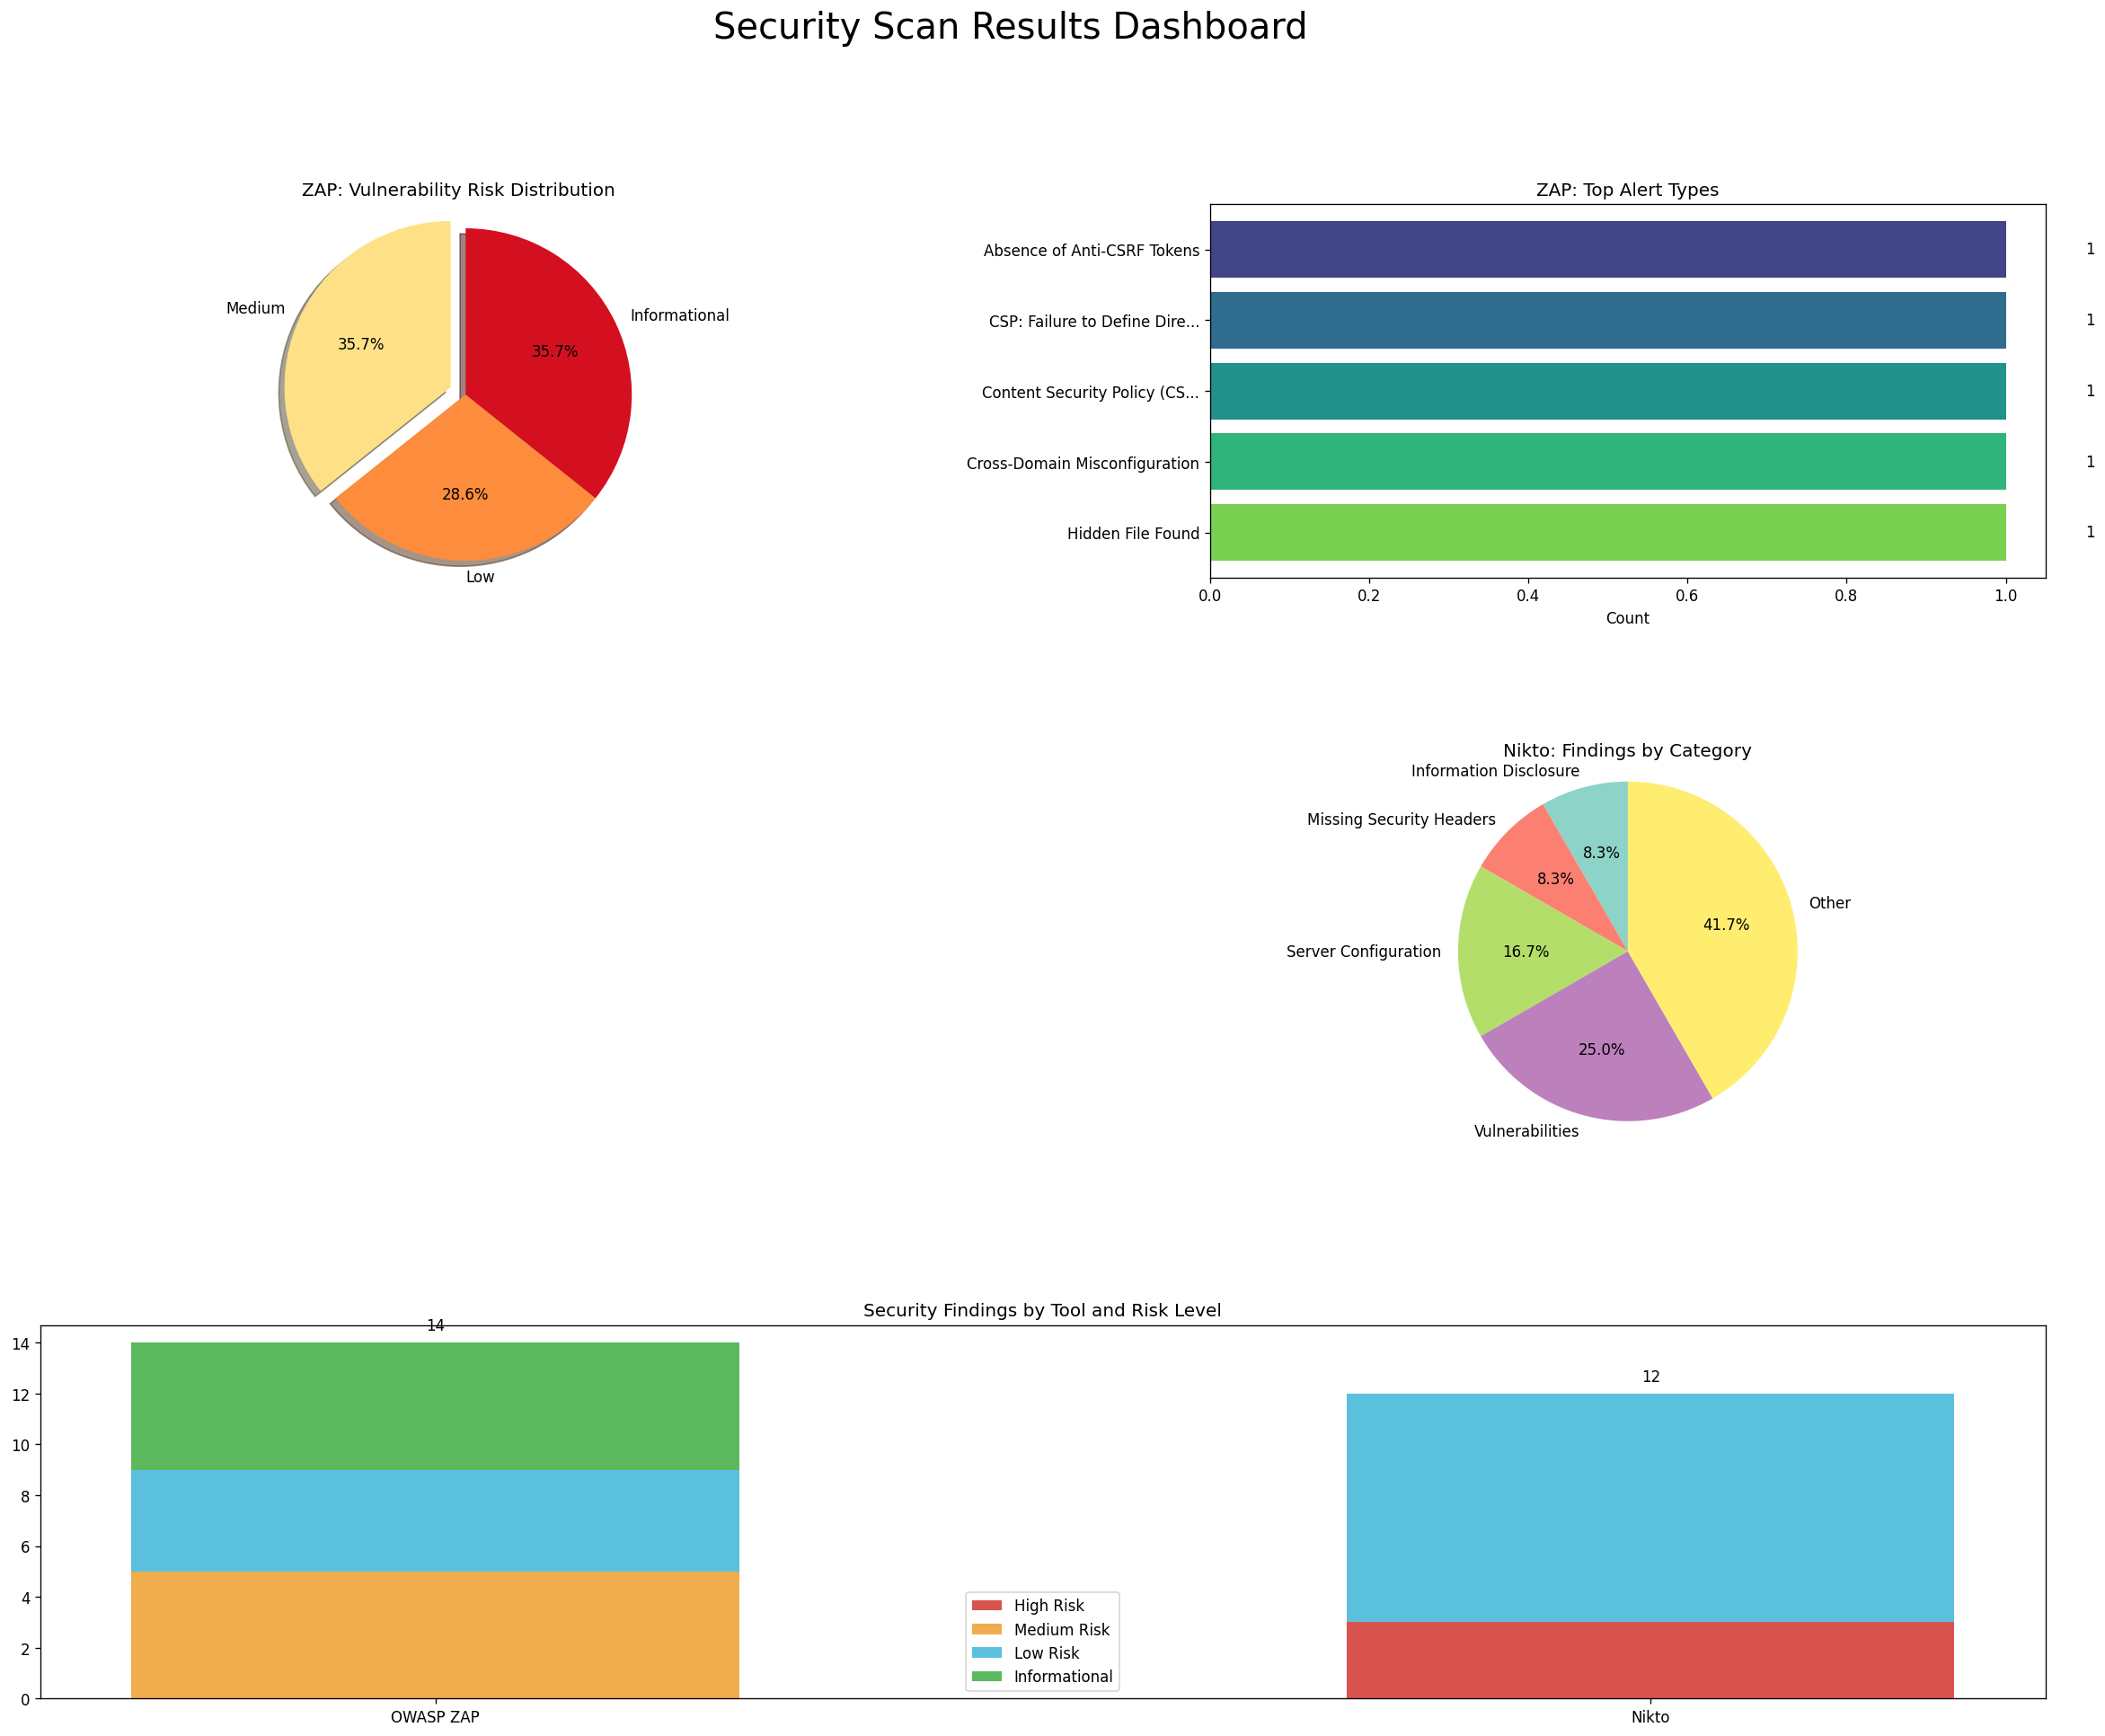 Security Scan Results Dashboard
ZAP: Vulnerability Risk Distribution
Medium
35.7%
Informational
35.7%
28.6%
Low
ZAP: Top Alert Types
Absence of Anti-CSRF Tokens
1
CSP: Failure to Define Dire...
1
Content Security Policy (CS...
1
Cross-Domain Misconfiguration
1
Hidden File Found
1
0.0 0.2 0.4 0.6 0.8 1.0
Count
Nikto: Findings by Category
Information Disclosure
Missing Security Headers
8.3%
8.3%
Other
41.7%
Server Configuration
16.7%
25.0%
Vulnerabilities
Security Findings by Tool and Risk Level
14
12
14
12
10
8
6
4
2
0
High Risk
Medium Risk
Low Risk
Informational
OWASP ZAP Nikto